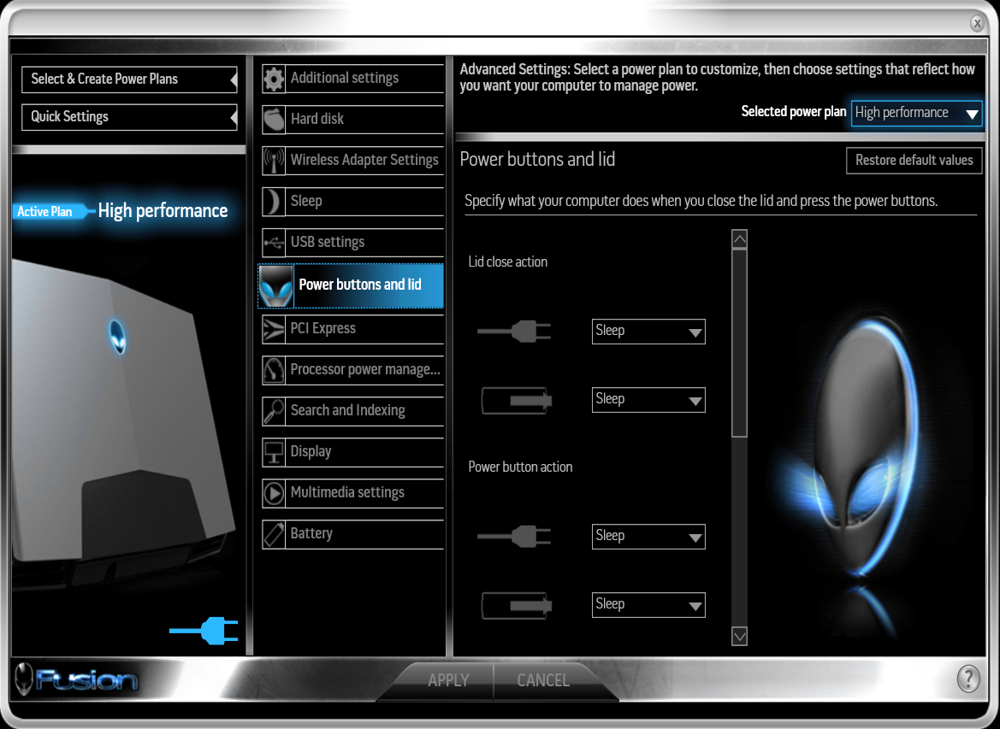 X
Select & Create Power Plans
Quick Settings
Active Plan
High performance
Additional settings
Hard disk
Wireless Adapter Settings
Sleep
USB settings
Power buttons and lid
PCI Express
Processor power manage...
Search and Indexing
Display
Multimedia settings
Battery
Advanced Settings: Select a power plan to customize, then choose settings that reflect how
you want your computer to manage power.
Selected power plan
High performance
Power buttons and lid
Restore default values
Specify what your computer does when you close the lid and press the power buttons.
Lid close action
Sleep
Sleep
Power button action
Sleep
Sleep
Fusion
APPLY
CANCEL
?